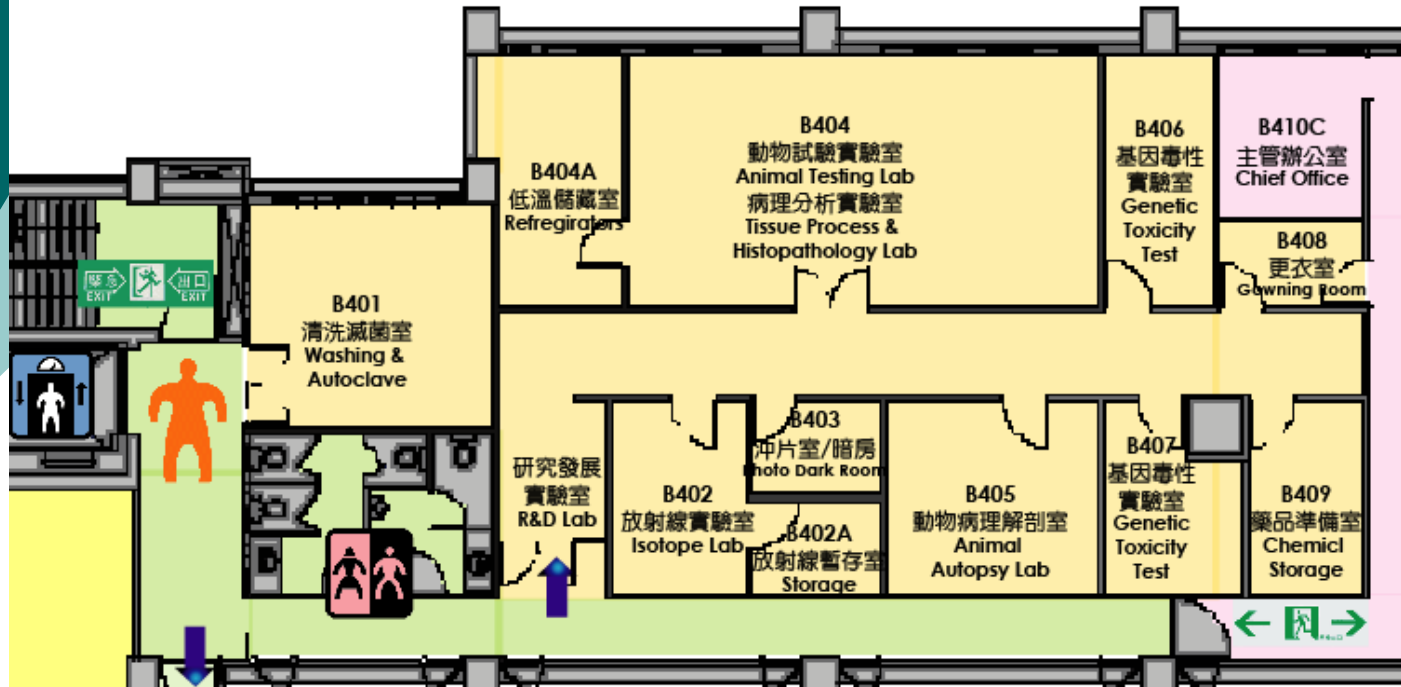 B404A
低溫儲藏室
Refregirators
B404
動物試驗實驗室
Animal Testing Lab
病理分析實驗室
Tissue Process &
Histopathology Lab
B406
基因毒性
實驗室
Genetic
Toxicity
Test
B410C
主管辦公室
Chief Office
B408
更衣室
Gowning Room
緊急 出口
EXIT EXIT
B401
清洗滅菌室
Washing &
Autoclave
研究發展
實驗室
R&D Lab
B402
放射線實驗室
Isotope Lab
B403
沖片室/暗房
Photo Dark Room
B402A
放射線暫存室
Storage
B405
動物病理解剖室
Animal
Autopsy Lab
B407
基因毒性
實驗室
Genetic
Toxicity
Test
B409
藥品準備室
Chemicl
Storage